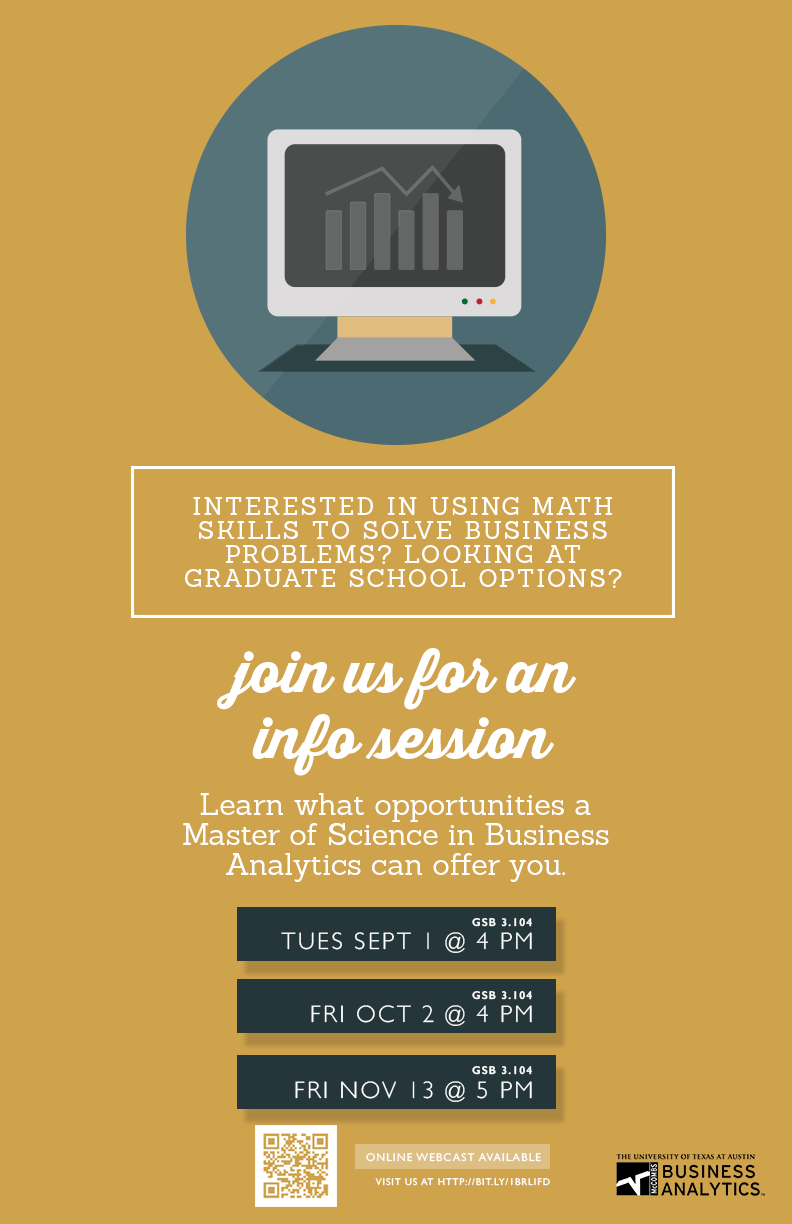 INTERESTED IN USING MATH
SKILLS TO SOLVE BUSINESS
PROBLEMS? LOOKING AT
GRADUATE SCHOOL OPTIONS?
join us for an
info session
Learn what opportunities a
Master of Science in Business
Analytics can offer you.
GSB 3.104
TUES SEPT 1 @ 4 PM
GSB 3.104
FRI OCT 2 @ 4 PM
GSB 3.104
FRI NOV 13 @ 5 PM
ONLINE WEBCAST AVAILABLE
VISIT US AT HTTP://BIT.LY/1BRLIFD
THE UNIVERSITY OF TEXAS AT AUSTIN
McCOMBS
BUSINESS
ANALYTICS™